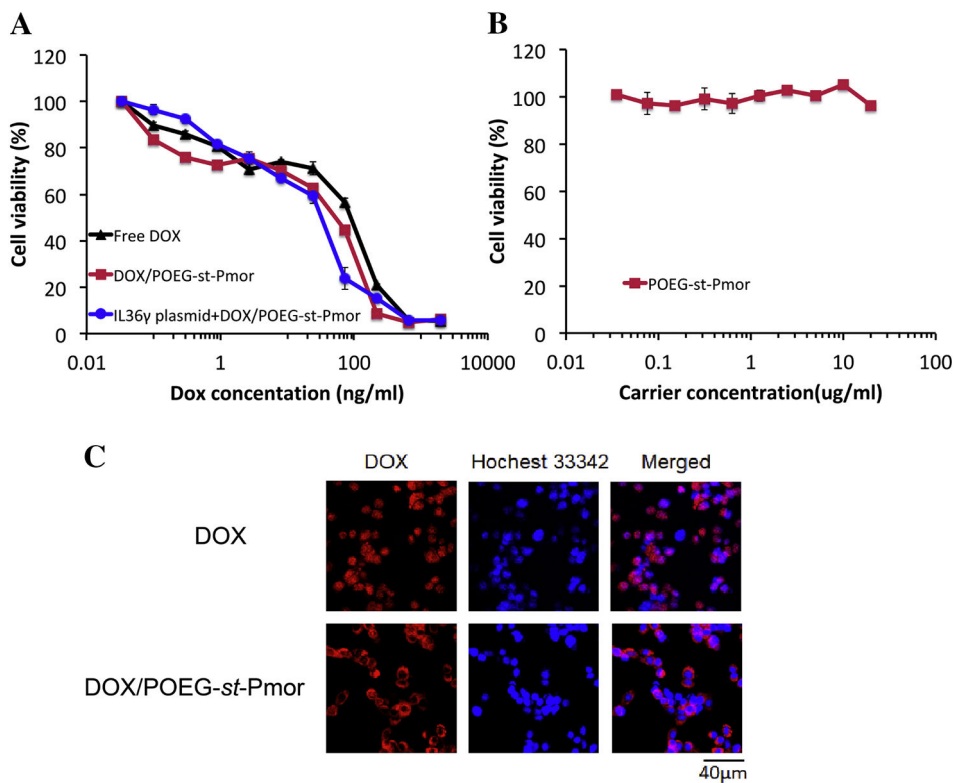 A
120
100
80
60
40
20
0
Cell viability (%)
Free DOX
DOX/POEG-st-Pmor
IL36γ plasmid+DOX/POEG-st-Pmor
0.01
1
100
10000
Dox concentration (ng/ml)
B
120
100
80
60
40
20
0
Cell viability (%)
POEG-st-Pmor
0.01
0.1
1
10
100
Carrier concentration(ug/ml)
C
DOX
Hochest 33342
Merged
DOX
DOX/POEG-st-Pmor
40μm